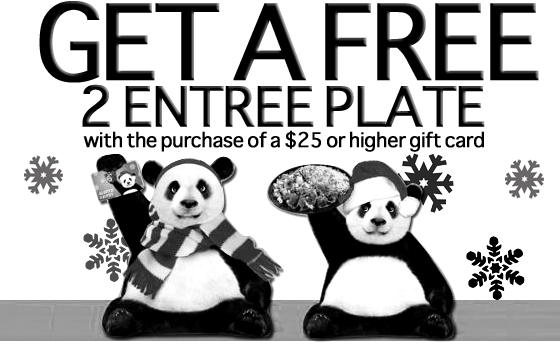 GET A FREE
2 ENTREE PLATE
with the purchase of a $25 or higher gift card